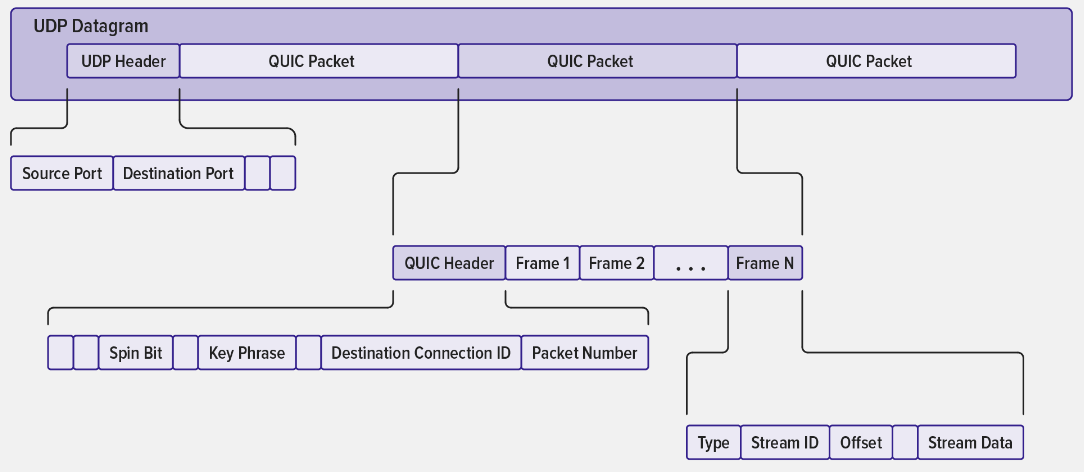 UDP Datagram
UDP Header QUIC Packet QUIC Packet QUIC Packet
Source Port Destination Port
QUIC Header Frame 1 Frame 2 ... Frame N
Spin Bit Key Phrase Destination Connection ID Packet Number
Type Stream ID Offset Stream Data